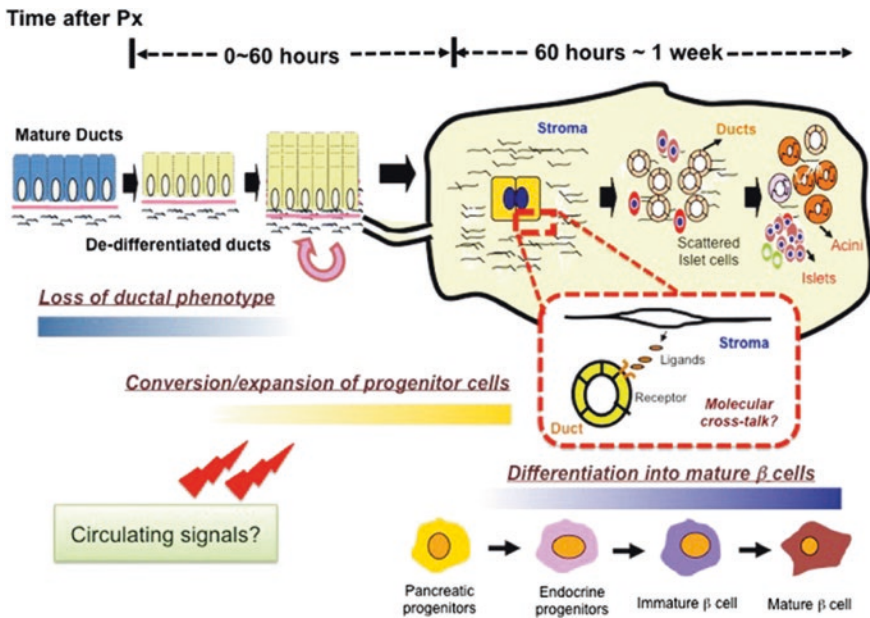 Time after Px
0~60 hours
60 hours ~ 1 week
Mature Ducts
De-differentiated ducts
Stroma
Ducts
Scattered
Islet cells
Acini
Islets
Loss of ductal phenotype
Stroma
Ligands
Receptor
Duct
Molecular
cross-talk?
Conversion/expansion of progenitor cells
Circulating signals?
Differentiation into mature β cells
Pancreatic
progenitors
Endocrine
progenitors
Immature β cell
Mature β cell